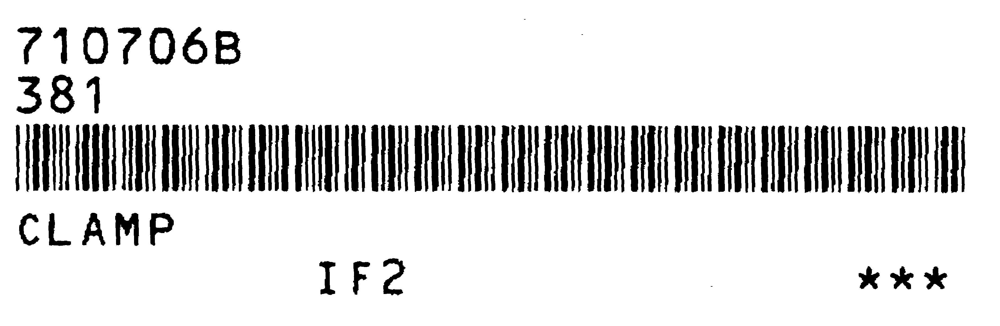 710706B
381
CLAMP
IF2 ***